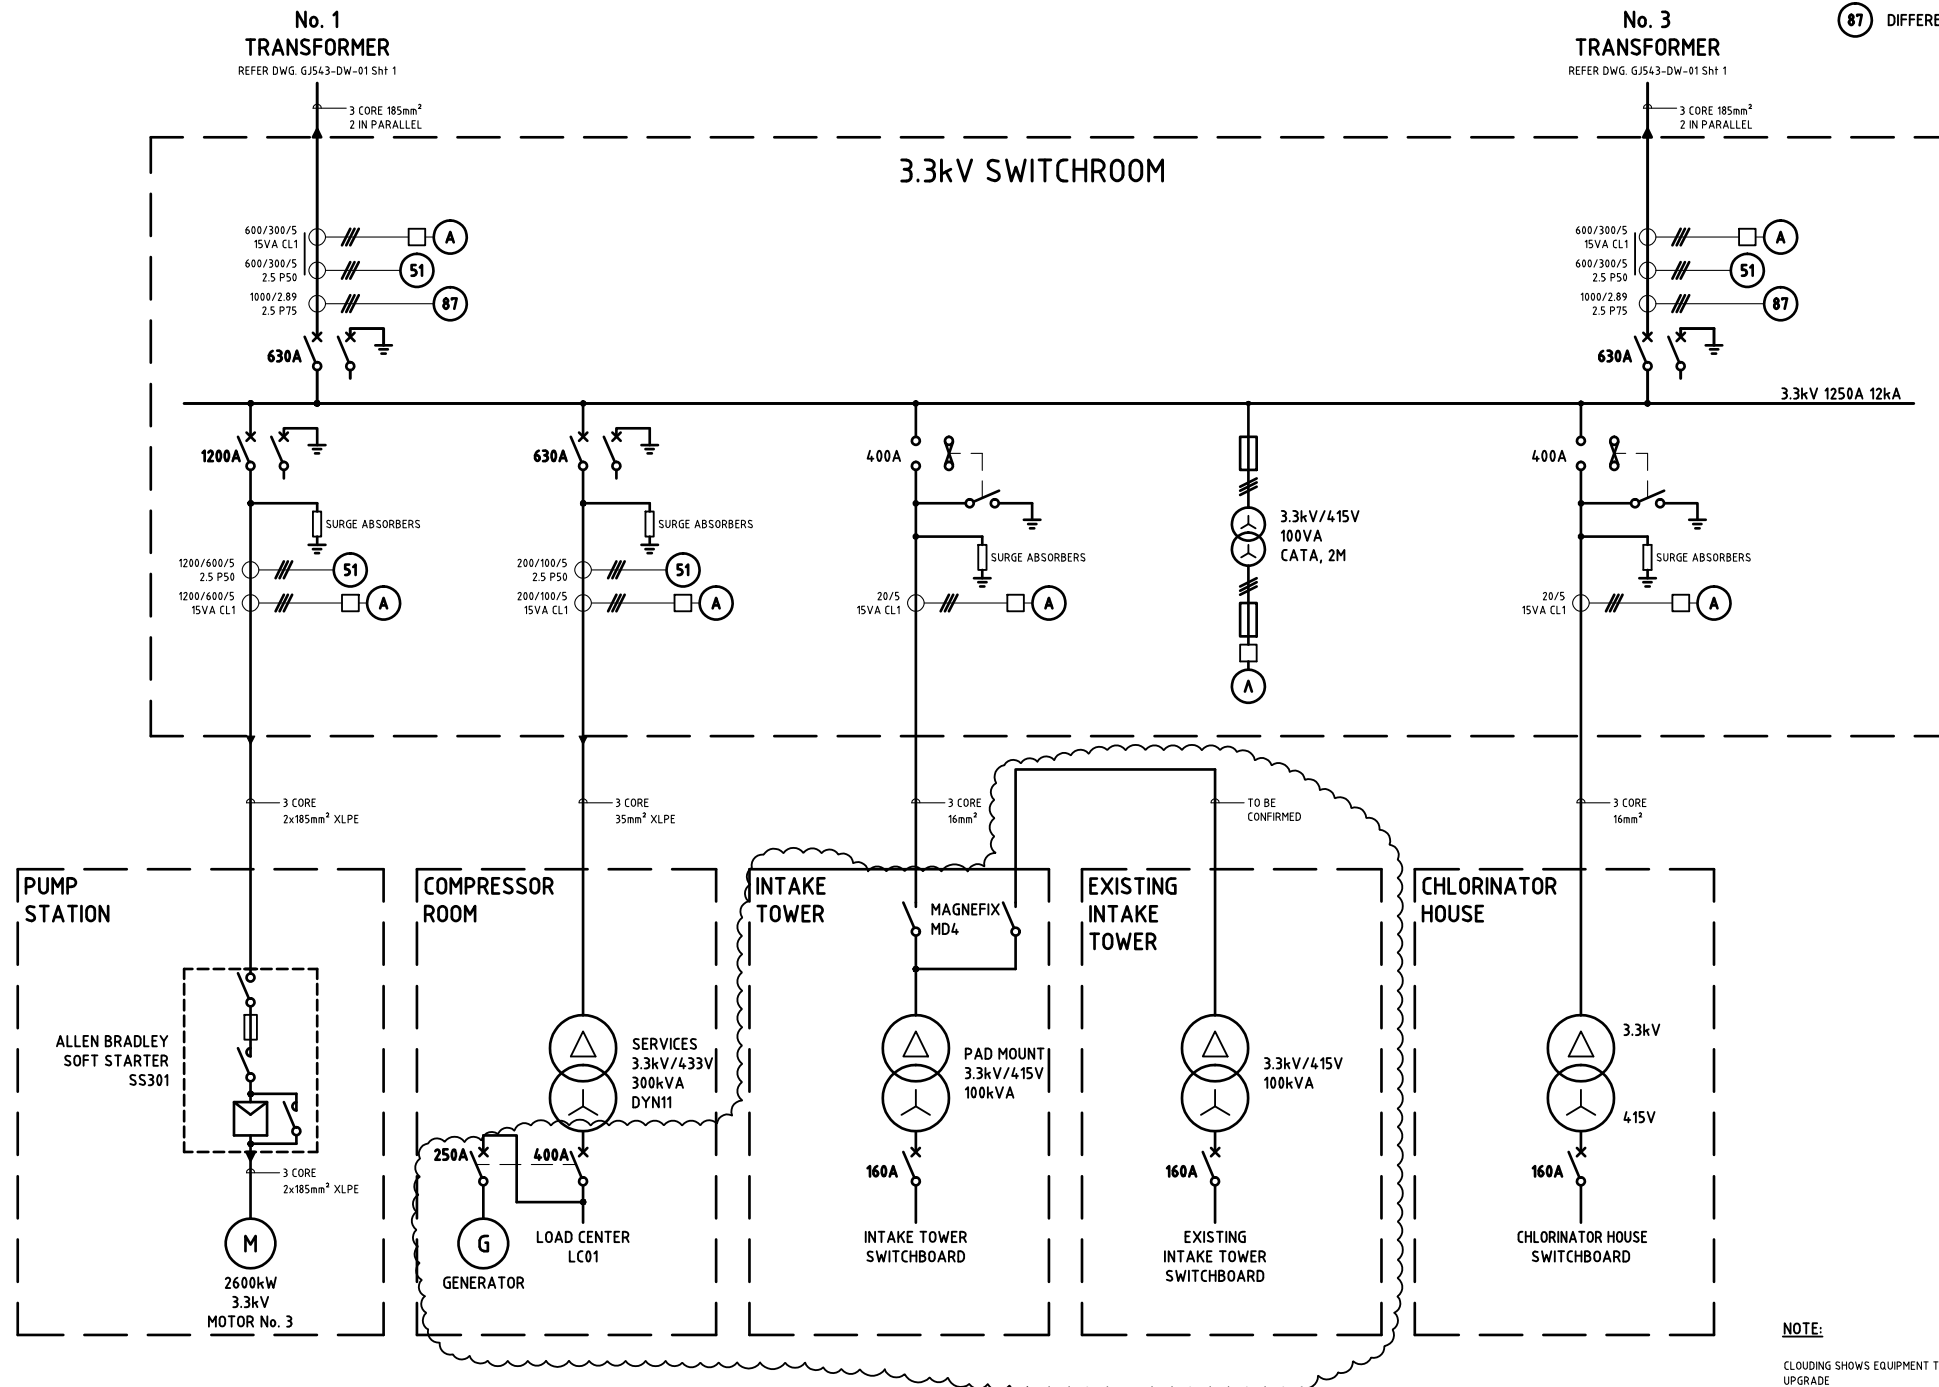 No. 1
TRANSFORMER
REFER DWG. GJ543-DW-01 Sht 1
3 CORE 185mm²
2 IN PARALLEL
No. 3
TRANSFORMER
REFER DWG. GJ543-DW-01 Sht 1
3 CORE 185mm²
2 IN PARALLEL
87
3.3kV SWITCHROOM
600/300/5
15VA CL1
A
600/300/5
2.5 P50
51
1000/2.89
2.5 P75
87
630A
600/300/5
15VA CL1
A
600/300/5
2.5 P50
51
1000/2.89
2.5 P75
87
630A
3.3kV 1250A 12kA
1200A
SURGE ABSORBERS
1200/600/5
2.5 P50
51
1200/600/5
15VA CL1
A
630A
SURGE ABSORBERS
200/100/5
2.5 P50
51
200/100/5
15VA CL1
A
400A
SURGE ABSORBERS
20/5
15VA CL1
A
3.3kV/415V
100VA
CATA, 2M
400A
SURGE ABSORBERS
20/5
15VA CL1
A
3 CORE
2x185mm² XLPE
3 CORE
35mm² XLPE
3 CORE
16mm²
TO BE
CONFIRMED
3 CORE
16mm²
PUMP
STATION
ALLEN BRADLEY
SOFT STARTER
SS301
3 CORE
2x185mm² XLPE
M
2600kW
3.3kV
MOTOR No. 3
COMPRESSOR
ROOM
SERVICES
3.3kV/433V
300kVA
DYN11
250A
400A
G
GENERATOR
LOAD CENTER
LC01
INTAKE
TOWER
MAGNEFIX
MD4
PAD MOUNT
3.3kV/415V
100kVA
160A
INTAKE TOWER
SWITCHBOARD
EXISTING
INTAKE
TOWER
3.3kV/415V
100kVA
160A
EXISTING
INTAKE TOWER
SWITCHBOARD
CHLORINATOR
HOUSE
3.3kV
415V
160A
CHLORINATOR HOUSE
SWITCHBOARD
NOTE:
CLOUDING SHOWS EQUIPMENT
UPGRADE